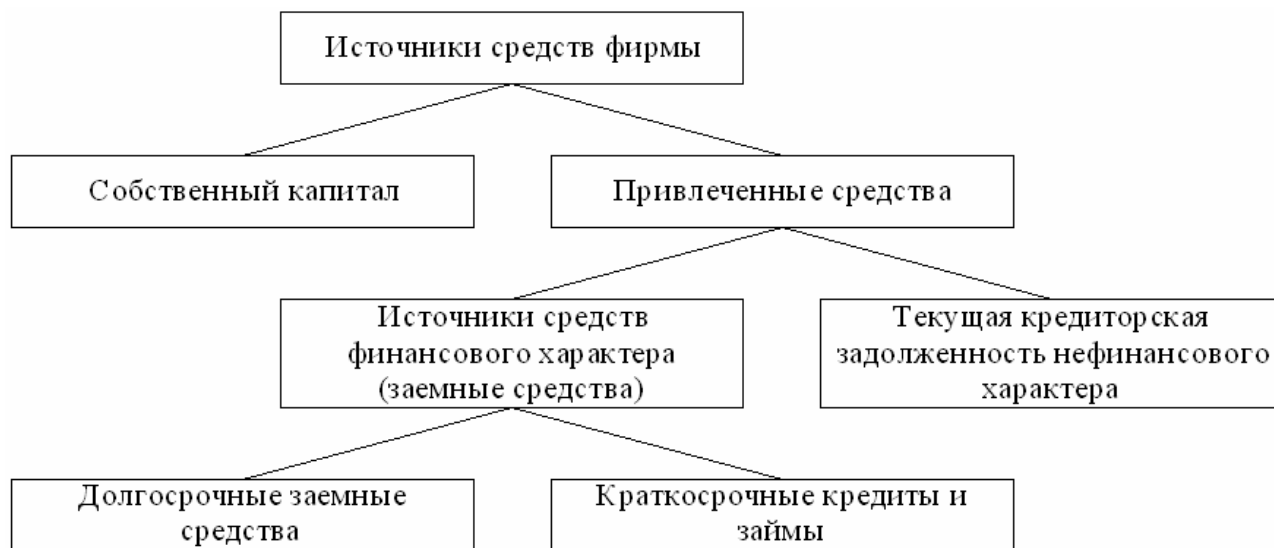 Источники средств фирмы
Собственный капитал
Привлеченные средства
Источники средств
финансового характера
(заемные средства)
Текущая кредиторская
задолженность нефинансового
характера
Долгосрочные заемные
средства
Краткосрочные кредиты и
займы